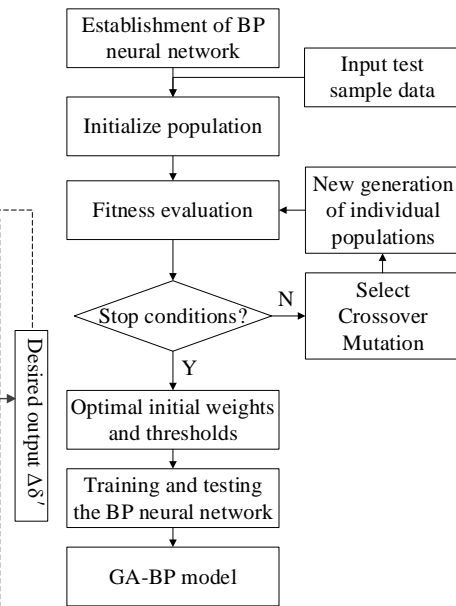 Establishment of BP
neural network
Input test
sample data
Initialize population
Fitness evaluation
New generation
of individual
populations
Stop conditions?
N
Select
Crossover
Mutation
Y
Desired output Δδ′
Optimal initial weights
and thresholds
Training and testing
the BP neural network
GA-BP model